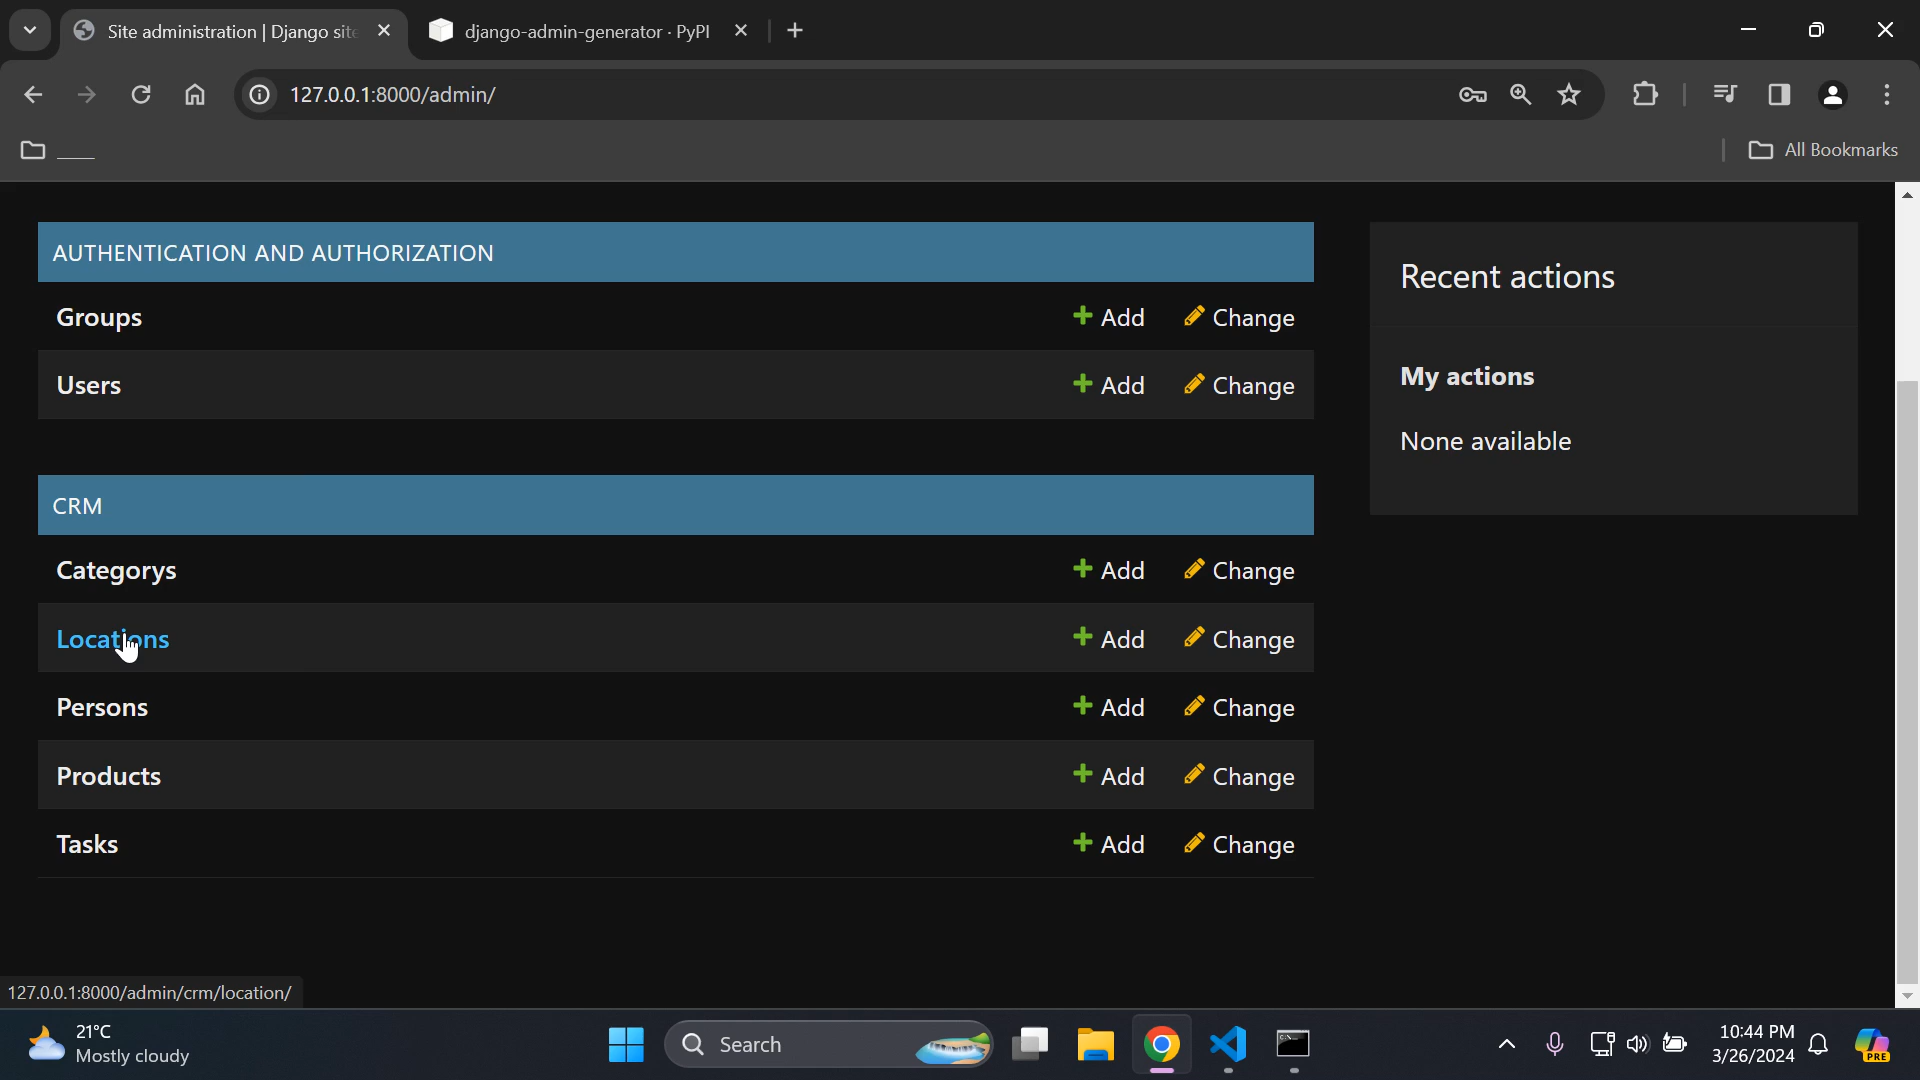 Site administration | Django site
django-admin-generator · PyPI
127.0.0.1:8000/admin/
____
All Bookmarks
AUTHENTICATION AND AUTHORIZATION
Groups Add Change
Users Add Change
CRM
Categorys Add Change
Locations Add Change
Persons Add Change
Products Add Change
Tasks Add Change
Recent actions
My actions
None available
127.0.0.1:8000/admin/crm/location/
21°C
Mostly cloudy
Search
10:44 PM
3/26/2024
PRE